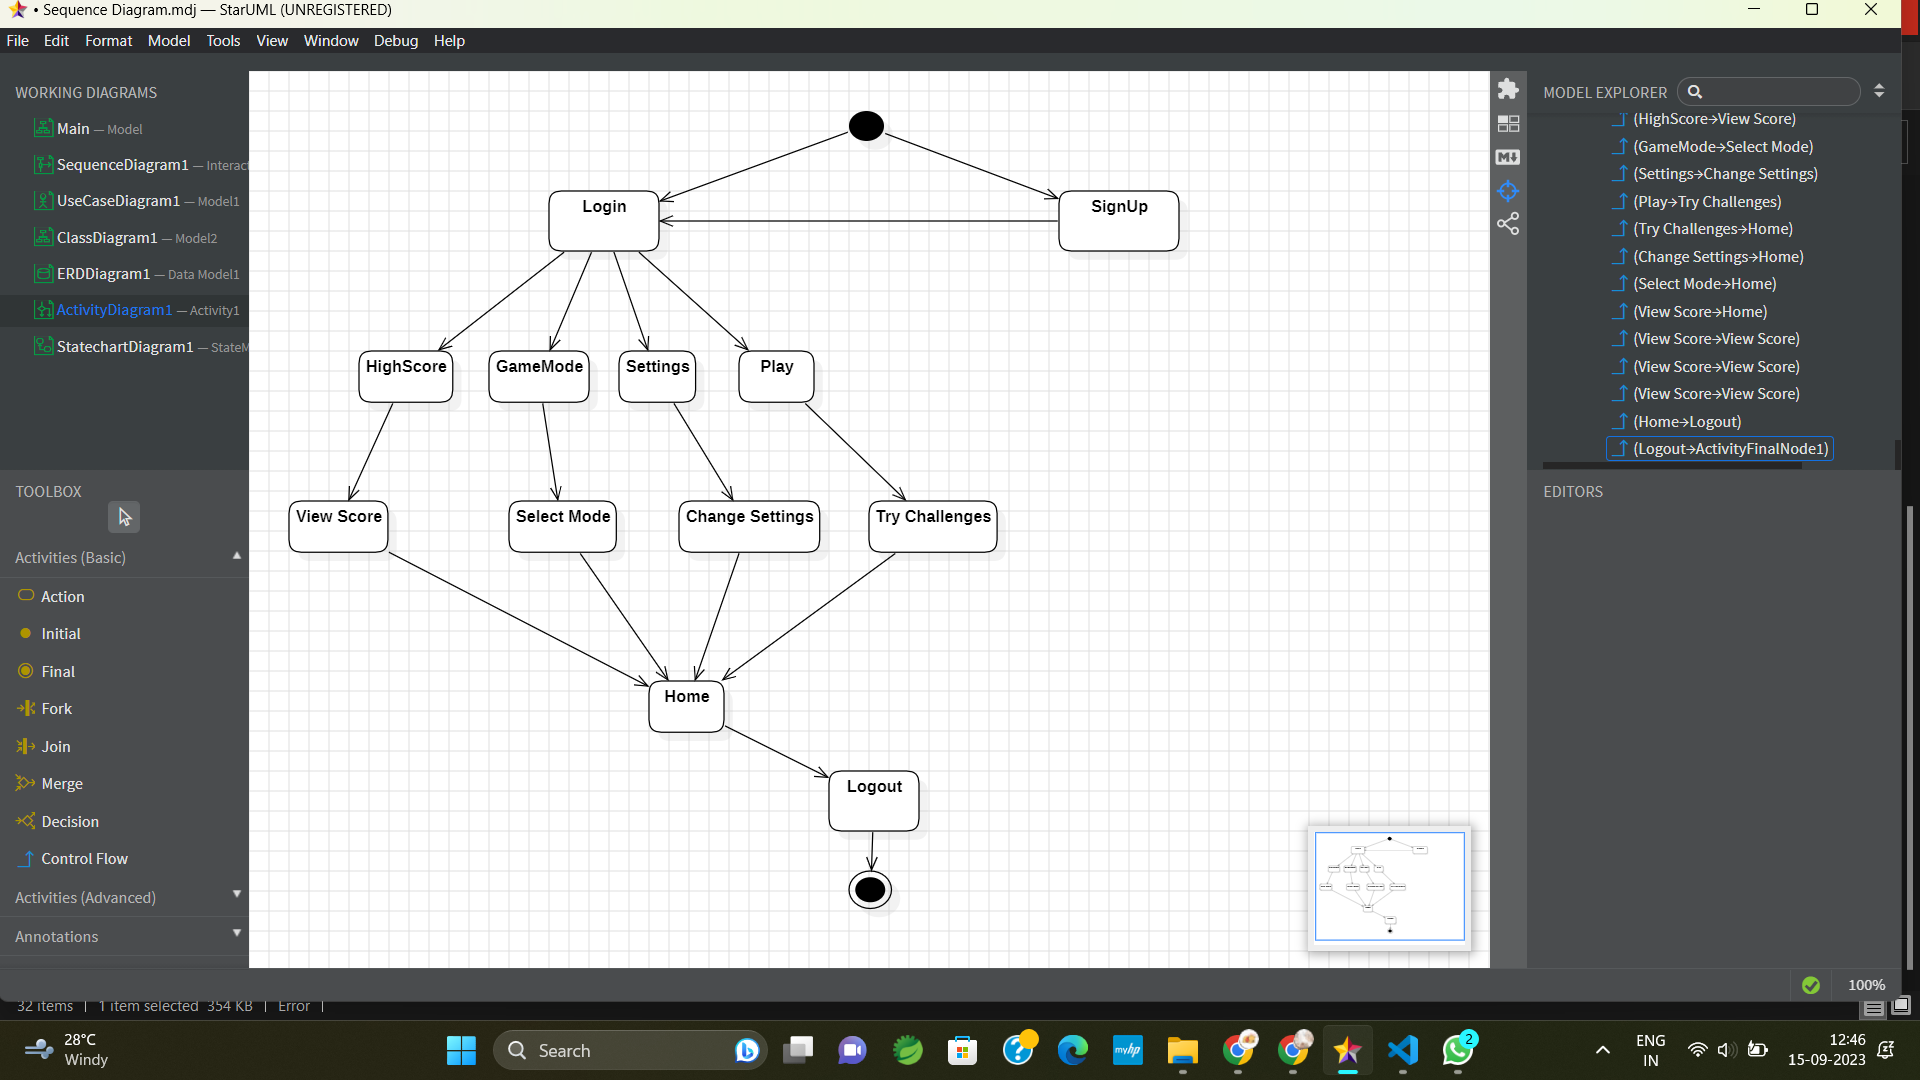 • Sequence Diagram.mdj — StarUML (UNREGISTERED)
File Edit Format Model Tools View Window Debug Help
WORKING DIAGRAMS
Main — Model
SequenceDiagram1 — Interact
UseCaseDiagram1 — Model1
ClassDiagram1 — Model2
ERDDiagram1 — Data Model1
ActivityDiagram1 — Activity1
StatechartDiagram1 — StateM
TOOLBOX
Activities (Basic)
Action
Initial
Final
Fork
Join
Merge
Decision
Control Flow
Activities (Advanced)
Annotations
Login
SignUp
HighScore
GameMode
Settings
Play
View Score
Select Mode
Change Settings
Try Challenges
Home
Logout
MODEL EXPLORER
(HighScore→View Score)
(GameMode→Select Mode)
(Settings→Change Settings)
(Play→Try Challenges)
(Try Challenges→Home)
(Change Settings→Home)
(Select Mode→Home)
(View Score→Home)
(View Score→View Score)
(View Score→View Score)
(View Score→View Score)
(Home→Logout)
(Logout→ActivityFinalNode1)
EDITORS
100%
32 items | 1 item selected 354 KB | Error |
28°C
Windy
Search
myhp
2
ENG
IN
12:46
15-09-2023